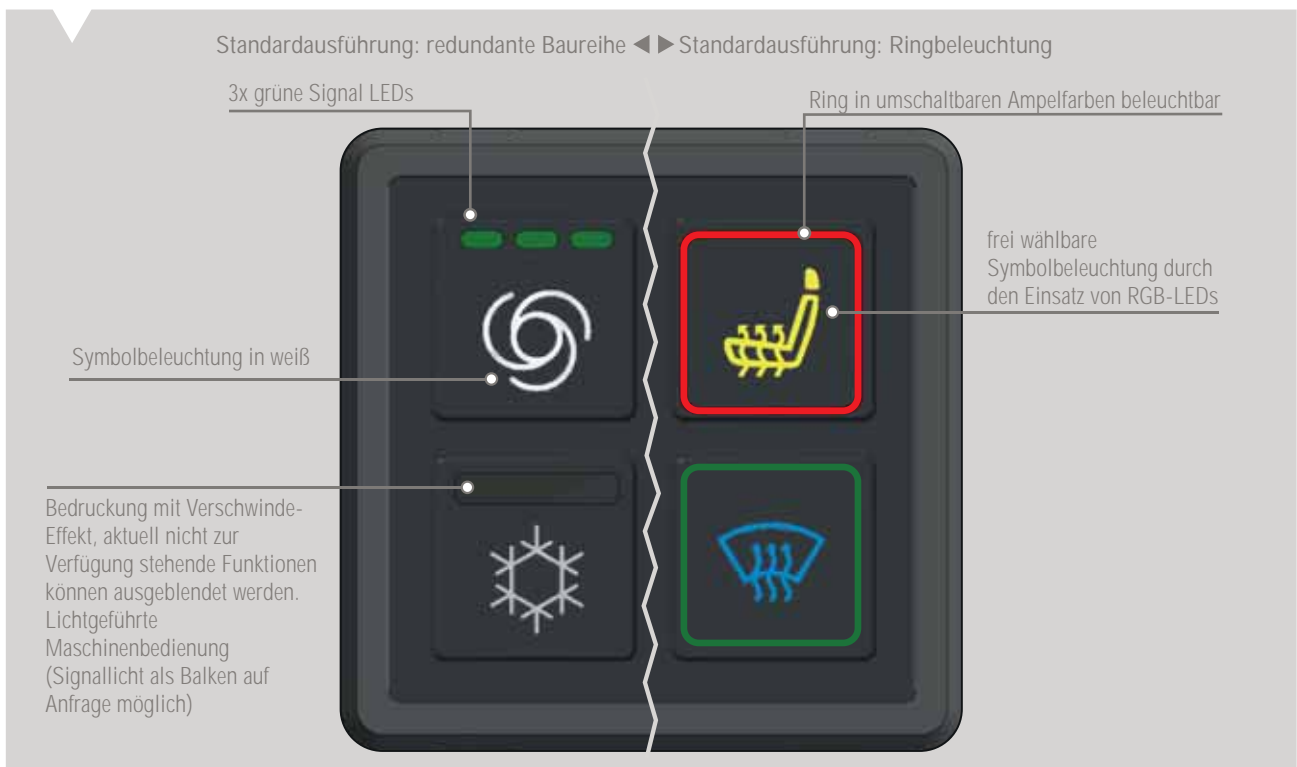 Standardausführung: redundante Baureihe ◀ ▶ Standardausführung: Ringbeleuchtung
3x grüne Signal LEDs
Ring in umschaltbaren Ampelfarben beleuchtbar
frei wählbare
Symbolbeleuchtung durch
den Einsatz von RGB-LEDs
Symbolbeleuchtung in weiß
Bedruckung mit Verschwinde-
Effekt, aktuell nicht zur
Verfügung stehende Funktionen
können ausgeblendet werden.
Lichtgeführte
Maschinenbedienung
(Signallicht als Balken auf
Anfrage möglich)